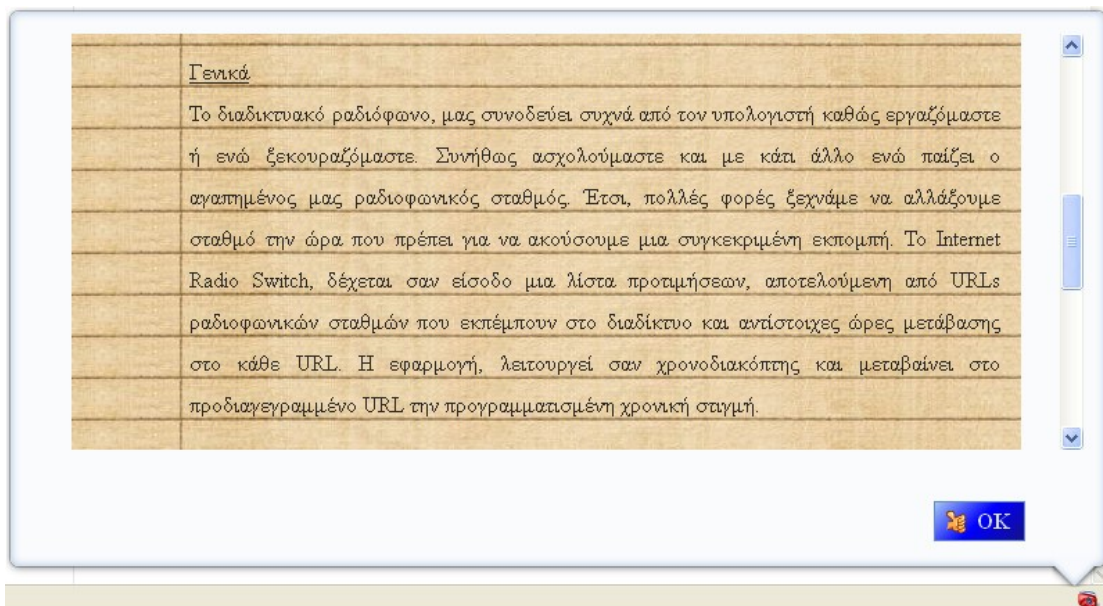 Γενικά
Το διαδικτυακό ραδιόφωνο, μας συνοδεύει συχνά από τον υπολογιστή καθώς εργαζόμαστε
ή ενώ ξεκουραζόμαστε. Συνήθως ασχολούμαστε και με κάτι άλλο ενώ παίζει ο
αγαπημένος μας ραδιοφωνικός σταθμός. Έτσι, πολλές φορές ξεχνάμε να αλλάξουμε
σταθμό την ώρα που πρέπει για να ακούσουμε μια συγκεκριμένη εκπομπή. Το Internet
Radio Switch, δέχεται σαν είσοδο μια λίστα προτιμήσεων, αποτελούμενη από URLs
ραδιοφωνικών σταθμών που εκπέμπουν στο διαδίκτυο και αντίστοιχες ώρες μετάβασης
στο κάθε URL. Η εφαρμογή, λειτουργεί σαν χρονοδιακόπτης και μεταβαίνει στο
προδιαγεγραμμένο URL την προγραμματισμένη χρονική στιγμή.
OK